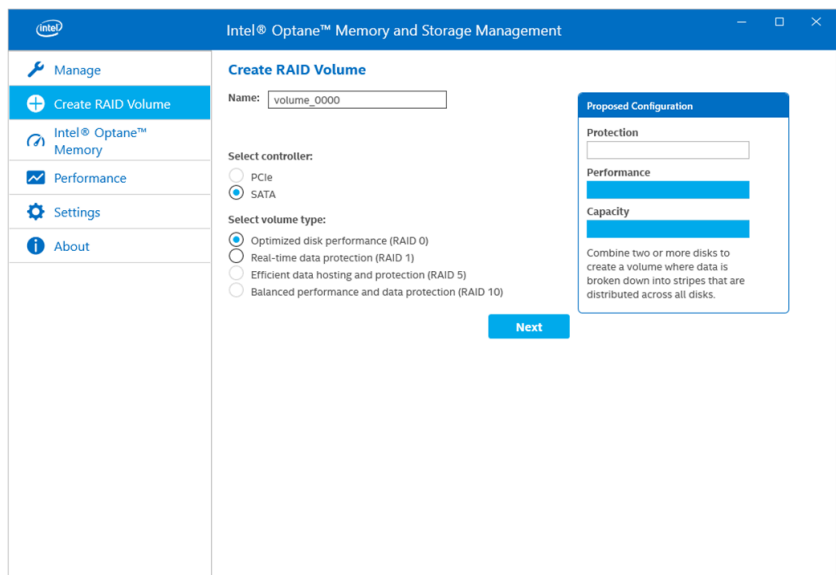 intel
Intel® Optane™ Memory and Storage Management
Manage
Create RAID Volume
Intel® Optane™
Memory
Performance
Settings
About
Create RAID Volume
Name: volume_0000
Select controller:
PCIe
SATA
Select volume type:
Optimized disk performance (RAID 0)
Real-time data protection (RAID 1)
Efficient data hosting and protection (RAID 5)
Balanced performance and data protection (RAID 10)
Next
Proposed Configuration
Protection
Performance
Capacity
Combine two or more disks to
create a volume where data is
broken down into stripes that are
distributed across all disks.